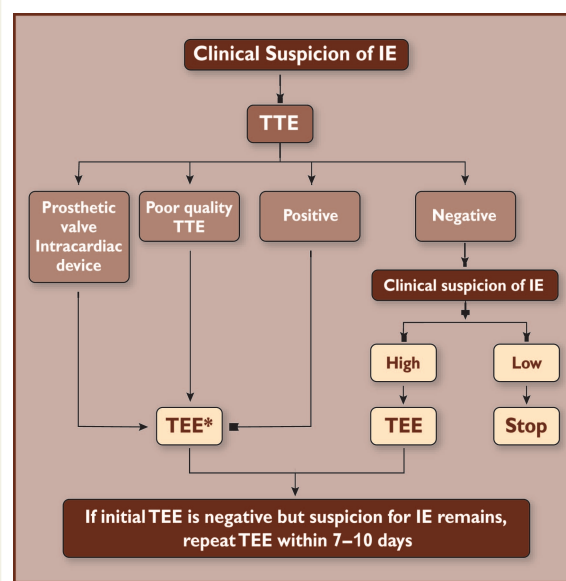 Clinical Suspicion of IE
TTE
Prosthetic
valve
Intracardiac
device
Poor quality
TTE
Positive
Negative
Clinical suspicion of IE
High
Low
TEE*
TEE
Stop
If initial TEE is negative but suspicion for IE remains,
repeat TEE within 7–10 days